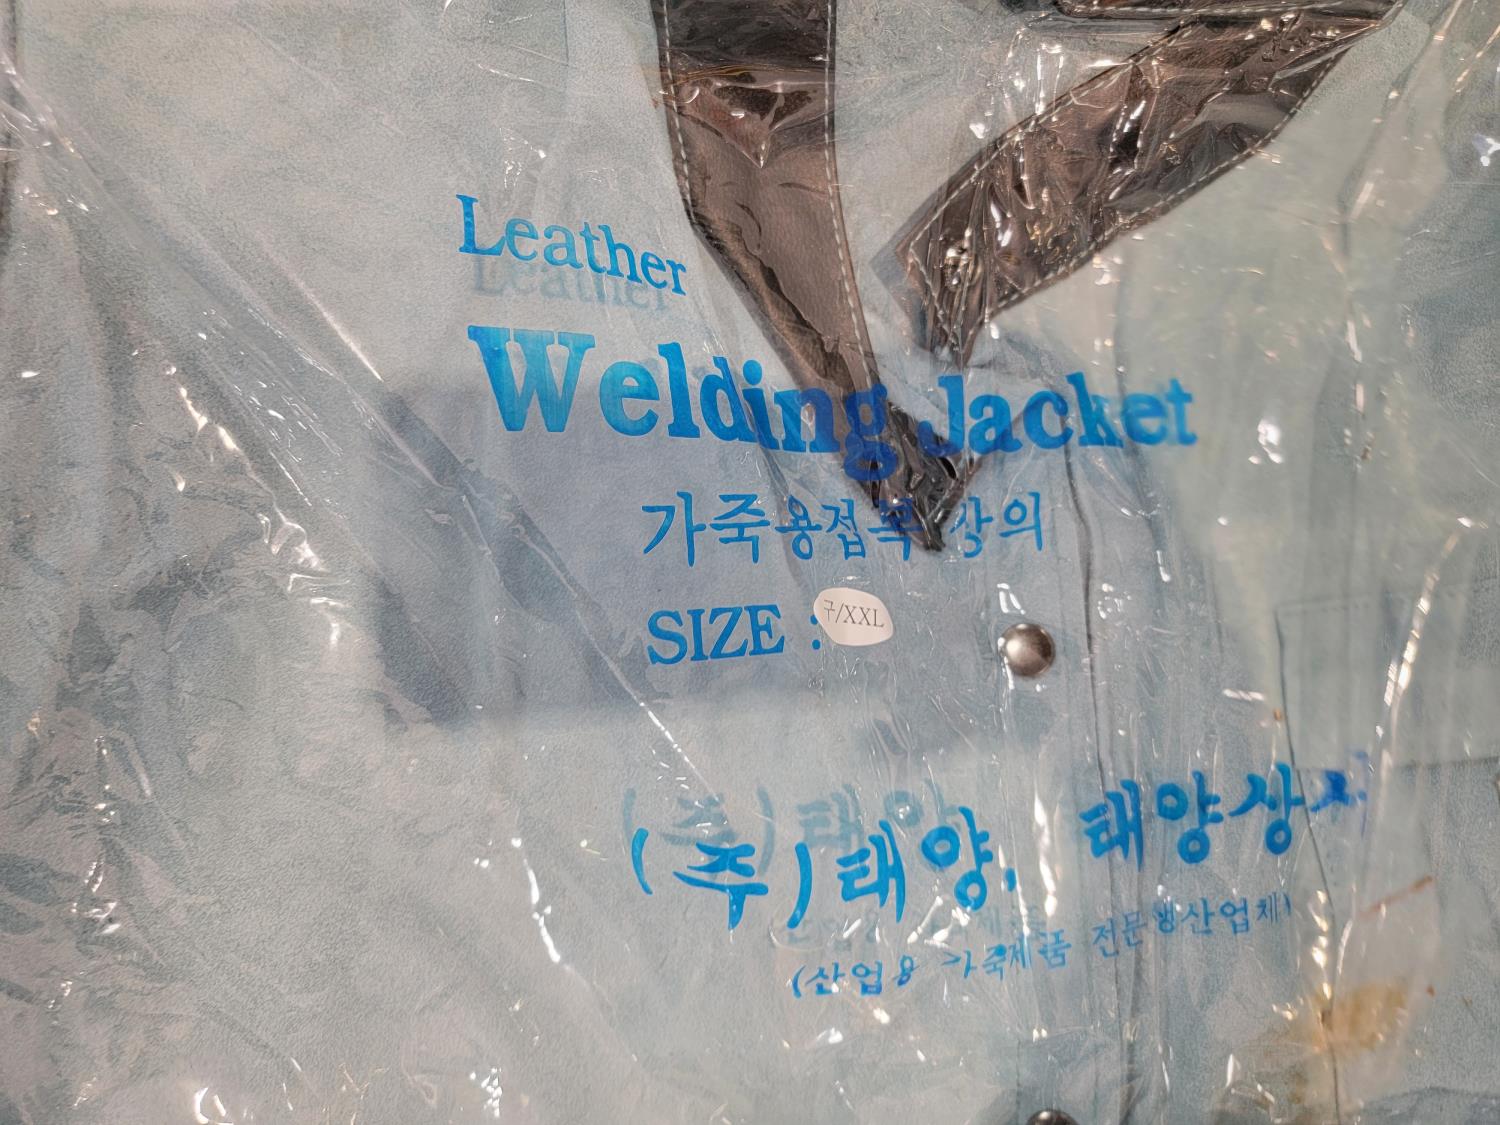 Leather
Welding Jacket
가죽용접복 상의
SIZE : 구/XXL
(주)태양, 태양상사
(산업용 가죽제품 전문생산업체)